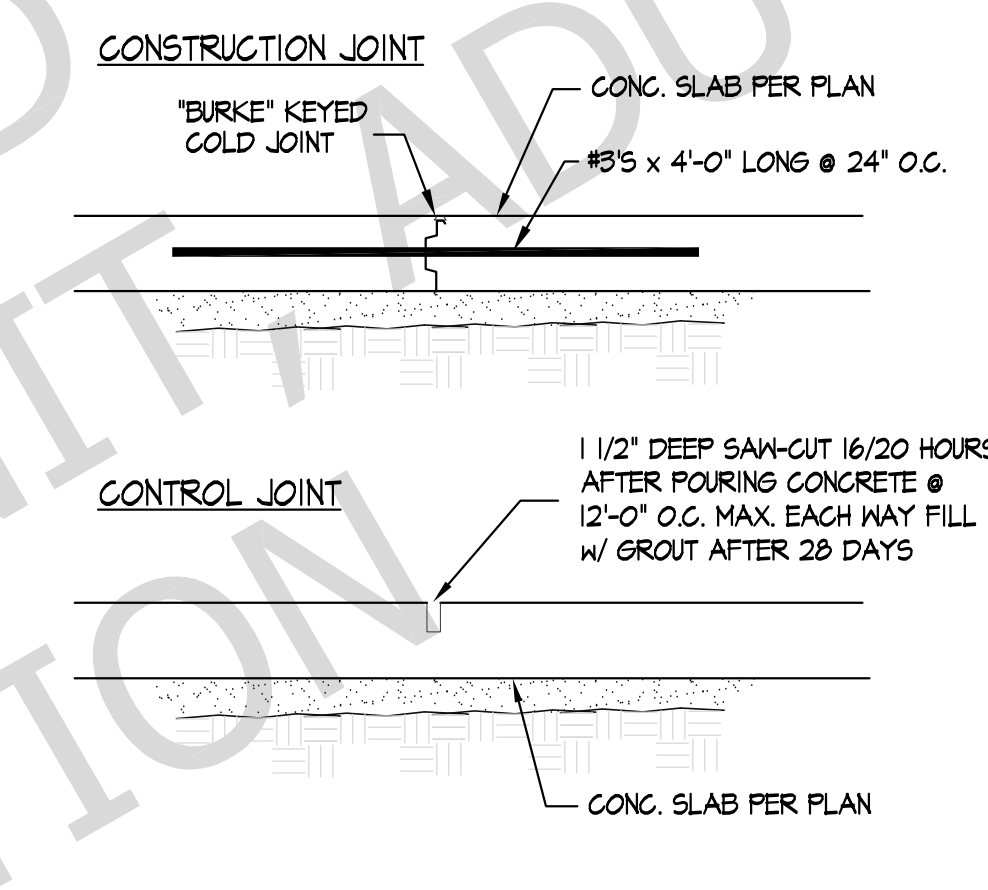 CONSTRUCTION JOINT
"BURKE" KEYED
COLD JOINT
CONC. SLAB PER PLAN
#3'S x 4'-0" LONG @ 24" O.C.
CONTROL JOINT
1 1/2" DEEP SAW-CUT 16/20 HOURS
AFTER POURING CONCRETE @
12'-0" O.C. MAX. EACH WAY FILL
w/ GROUT AFTER 28 DAYS
CONC. SLAB PER PLAN